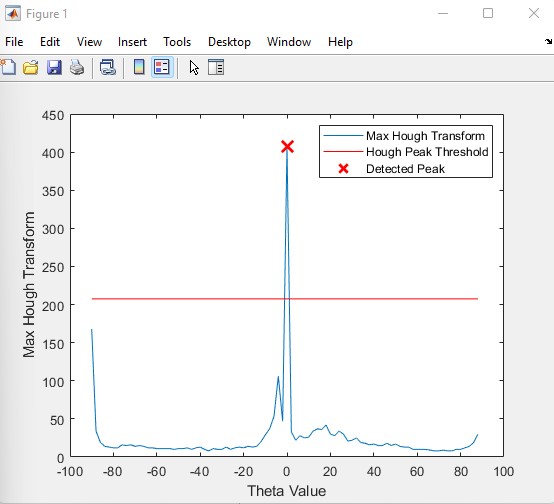 Figure 1
File Edit View Insert Tools Desktop Window Help
450
400
350
300
250
200
150
100
50
0
-100 -80 -60 -40 -20 0 20 40 60 80 100
Max Hough Transform
Theta Value
Max Hough Transform
Hough Peak Threshold
Detected Peak